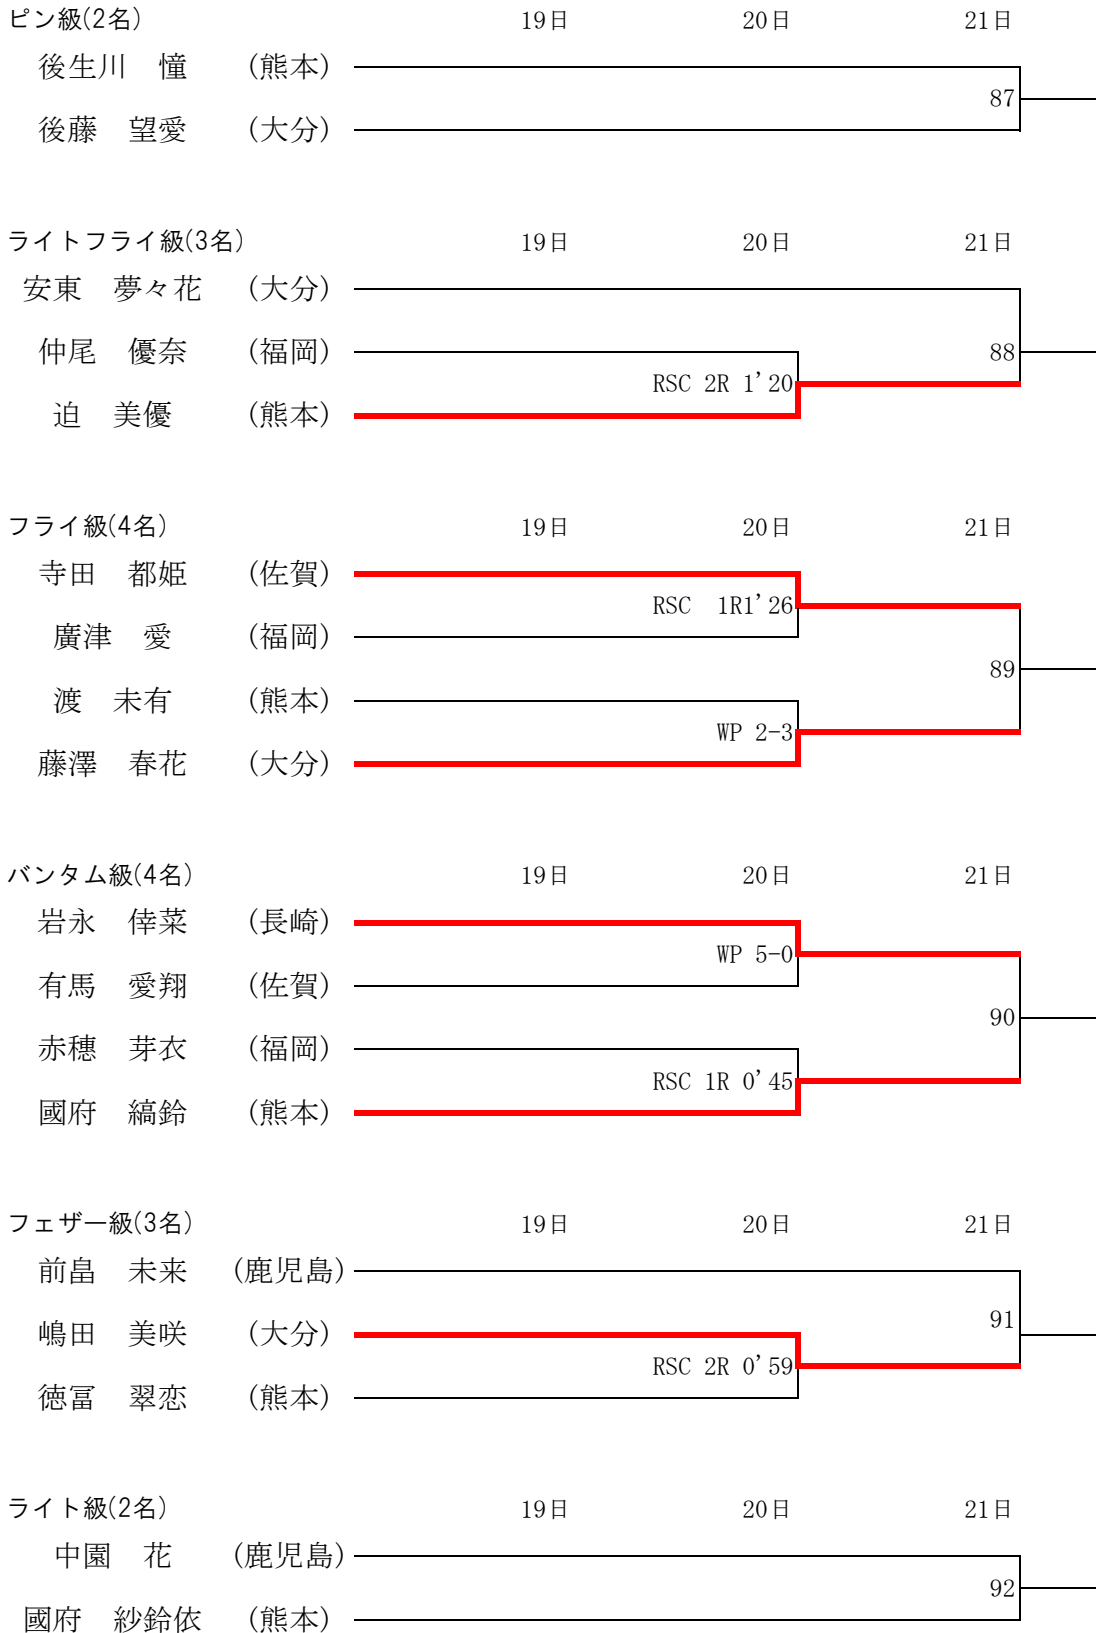 ピン級(2名) 19日 20日 21日
後生川 憧 (熊本)
87
後藤 望愛 (大分)
ライトフライ級(3名) 19日 20日 21日
安東 夢々花 (大分)
仲尾 優奈 (福岡) 88
RSC 2R 1'20
迫 美優 (熊本)
フライ級(4名) 19日 20日 21日
寺田 都姫 (佐賀)
RSC 1R1'26
廣津 愛 (福岡)
89
渡 未有 (熊本)
WP 2-3
藤澤 春花 (大分)
バンタム級(4名) 19日 20日 21日
岩永 倖菜 (長崎)
WP 5-0
有馬 愛翔 (佐賀)
90
赤穂 芽衣 (福岡)
RSC 1R 0'45
國府 縞鈴 (熊本)
フェザー級(3名) 19日 20日 21日
前畠 未来 (鹿児島)
91
嶋田 美咲 (大分)
RSC 2R 0'59
徳冨 翠恋 (熊本)
ライト級(2名) 19日 20日 21日
中園 花 (鹿児島)
92
國府 紗鈴依 (熊本)